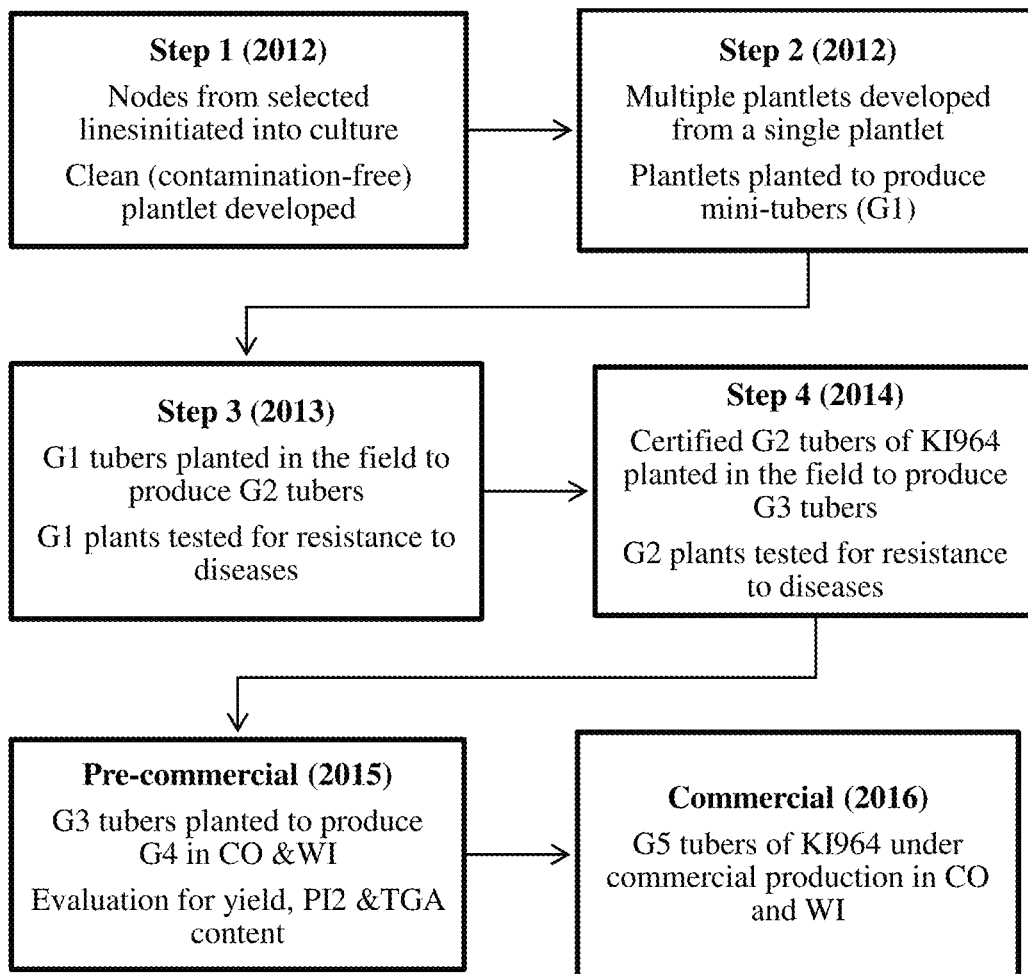 Step 1 (2012)
Nodes from selected
linesinitiated into culture
Clean (contamination-free)
plantlet developed
Step 2 (2012)
Multiple plantlets developed
from a single plantlet
Plantlets planted to produce
mini-tubers (G1)
Step 3 (2013)
G1 tubers planted in the field to
produce G2 tubers
G1 plants tested for resistance to
diseases
Step 4 (2014)
Certified G2 tubers of KI964
planted in the field to produce
G3 tubers
G2 plants tested for resistance
to diseases
Pre-commercial (2015)
G3 tubers planted to produce
G4 in CO &WI
Evaluation for yield, PI2 &TGA
content
Commercial (2016)
G5 tubers of KI964 under
commercial production in CO
and WI